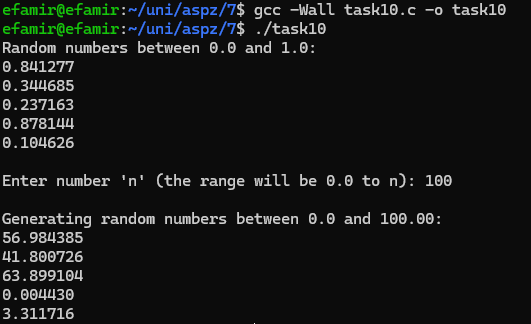 efamir@efamir:~/uni/aspz/7$ gcc -Wall task10.c -o task10
efamir@efamir:~/uni/aspz/7$ ./task10
Random numbers between 0.0 and 1.0:
0.841277
0.344685
0.237163
0.878144
0.104626
Enter number 'n' (the range will be 0.0 to n): 100
Generating random numbers between 0.0 and 100.00:
56.984385
41.800726
63.899104
0.004430
3.311716